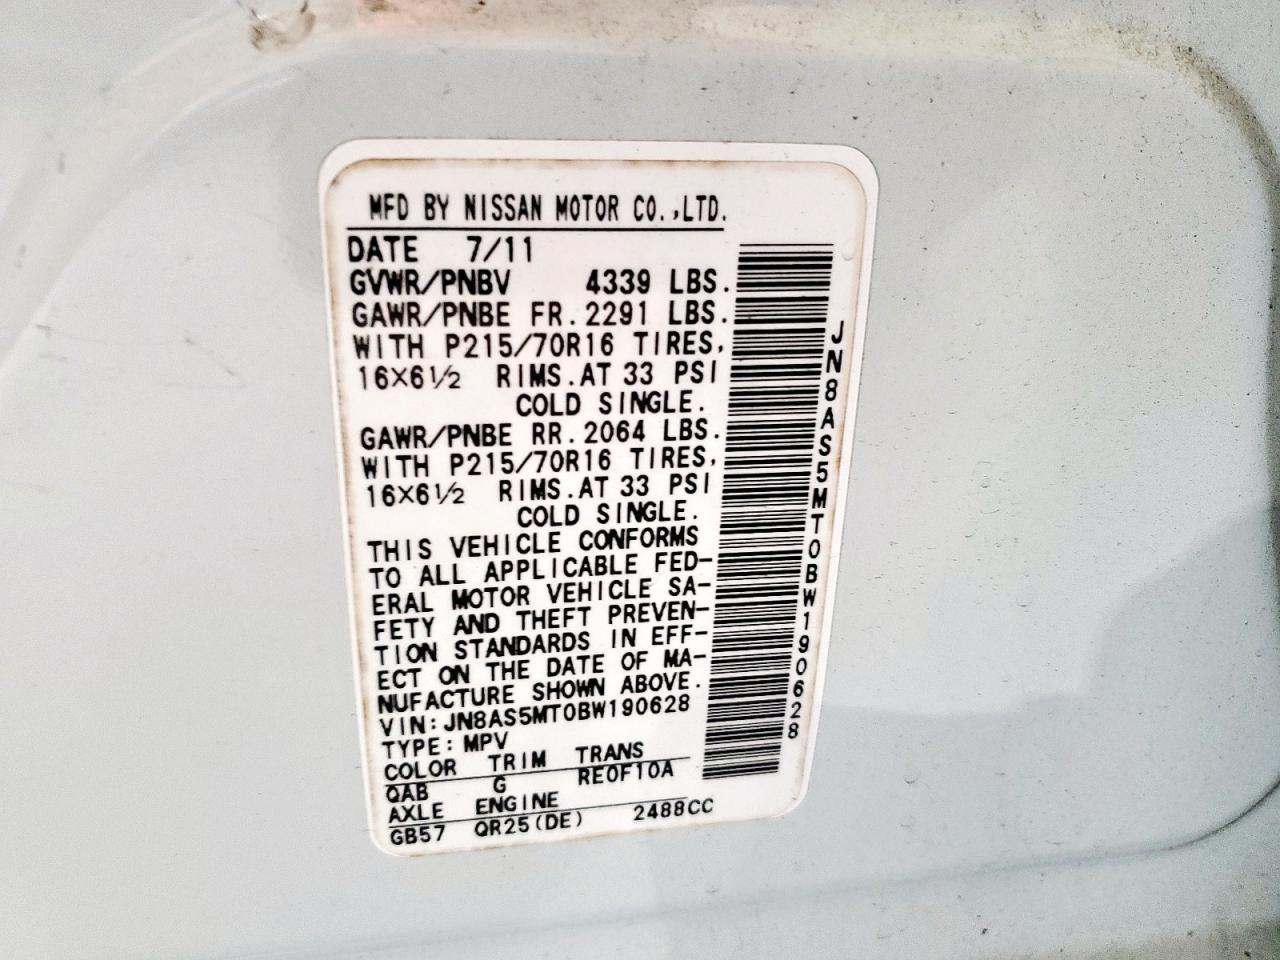 MFD BY NISSAN MOTOR CO.,LTD.
DATE 7/11
GVWR/PNBV 4339 LBS.
GAWR/PNBE FR.2291 LBS.
WITH P215/70R16 TIRES,
16×6½ RIMS.AT 33 PSI
COLD SINGLE.
GAWR/PNBE RR.2064 LBS.
WITH P215/70R16 TIRES,
16×6½ RIMS.AT 33 PSI
COLD SINGLE.
THIS VEHICLE CONFORMS
TO ALL APPLICABLE FED-
ERAL MOTOR VEHICLE SA-
FETY AND THEFT PREVEN-
TION STANDARDS IN EFF-
ECT ON THE DATE OF MA-
NUFACTURE SHOWN ABOVE.
VIN:JN8AS5MT0BW190628
TYPE:MPV
COLOR TRIM TRANS
QAB G RE0F10A
AXLE ENGINE
GB57 QR25(DE) 2488CC
JN8AS5MT0BW190628